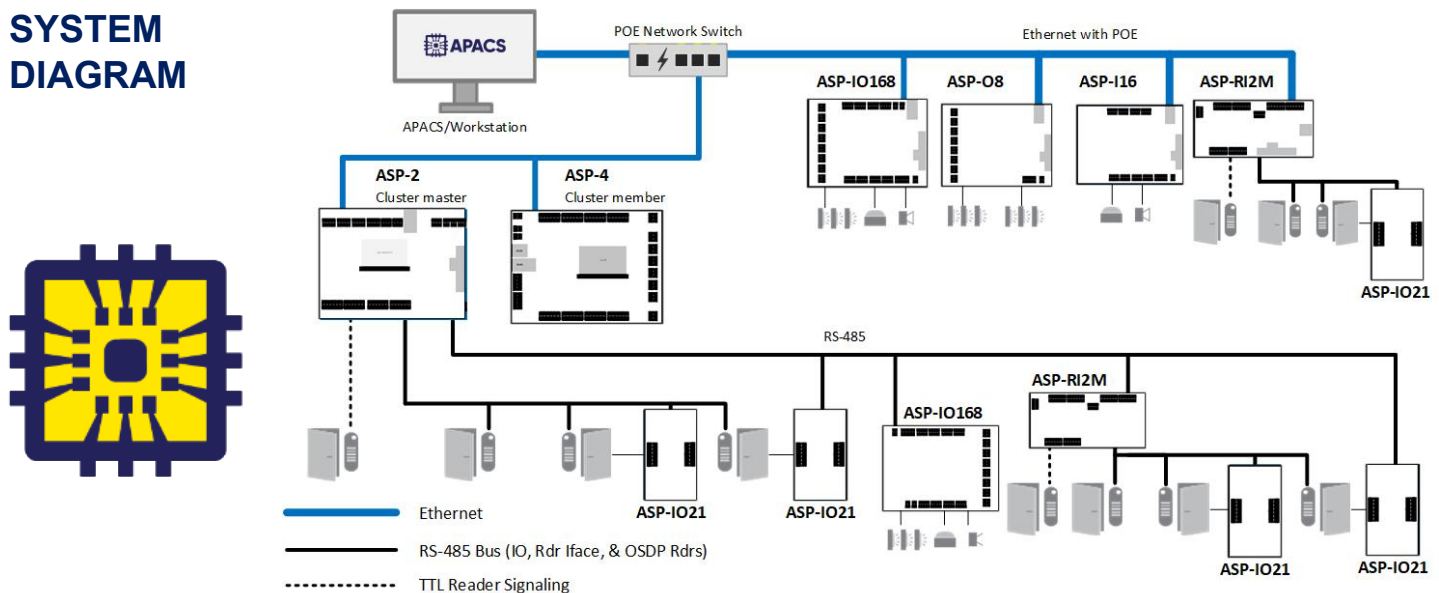 SYSTEM
DIAGRAM
APACS
APACS/Workstation
POE Network Switch
Ethernet with POE
ASP-IO168
ASP-O8
ASP-I16
ASP-RI2M
ASP-IO21
ASP-2
Cluster master
ASP-4
Cluster member
RS-485
ASP-IO168
ASP-RI2M
ASP-IO21
ASP-IO21
ASP-IO21
ASP-IO21
Ethernet
RS-485 Bus (IO, Rdr Iface, & OSDP Rdrs)
TTL Reader Signaling